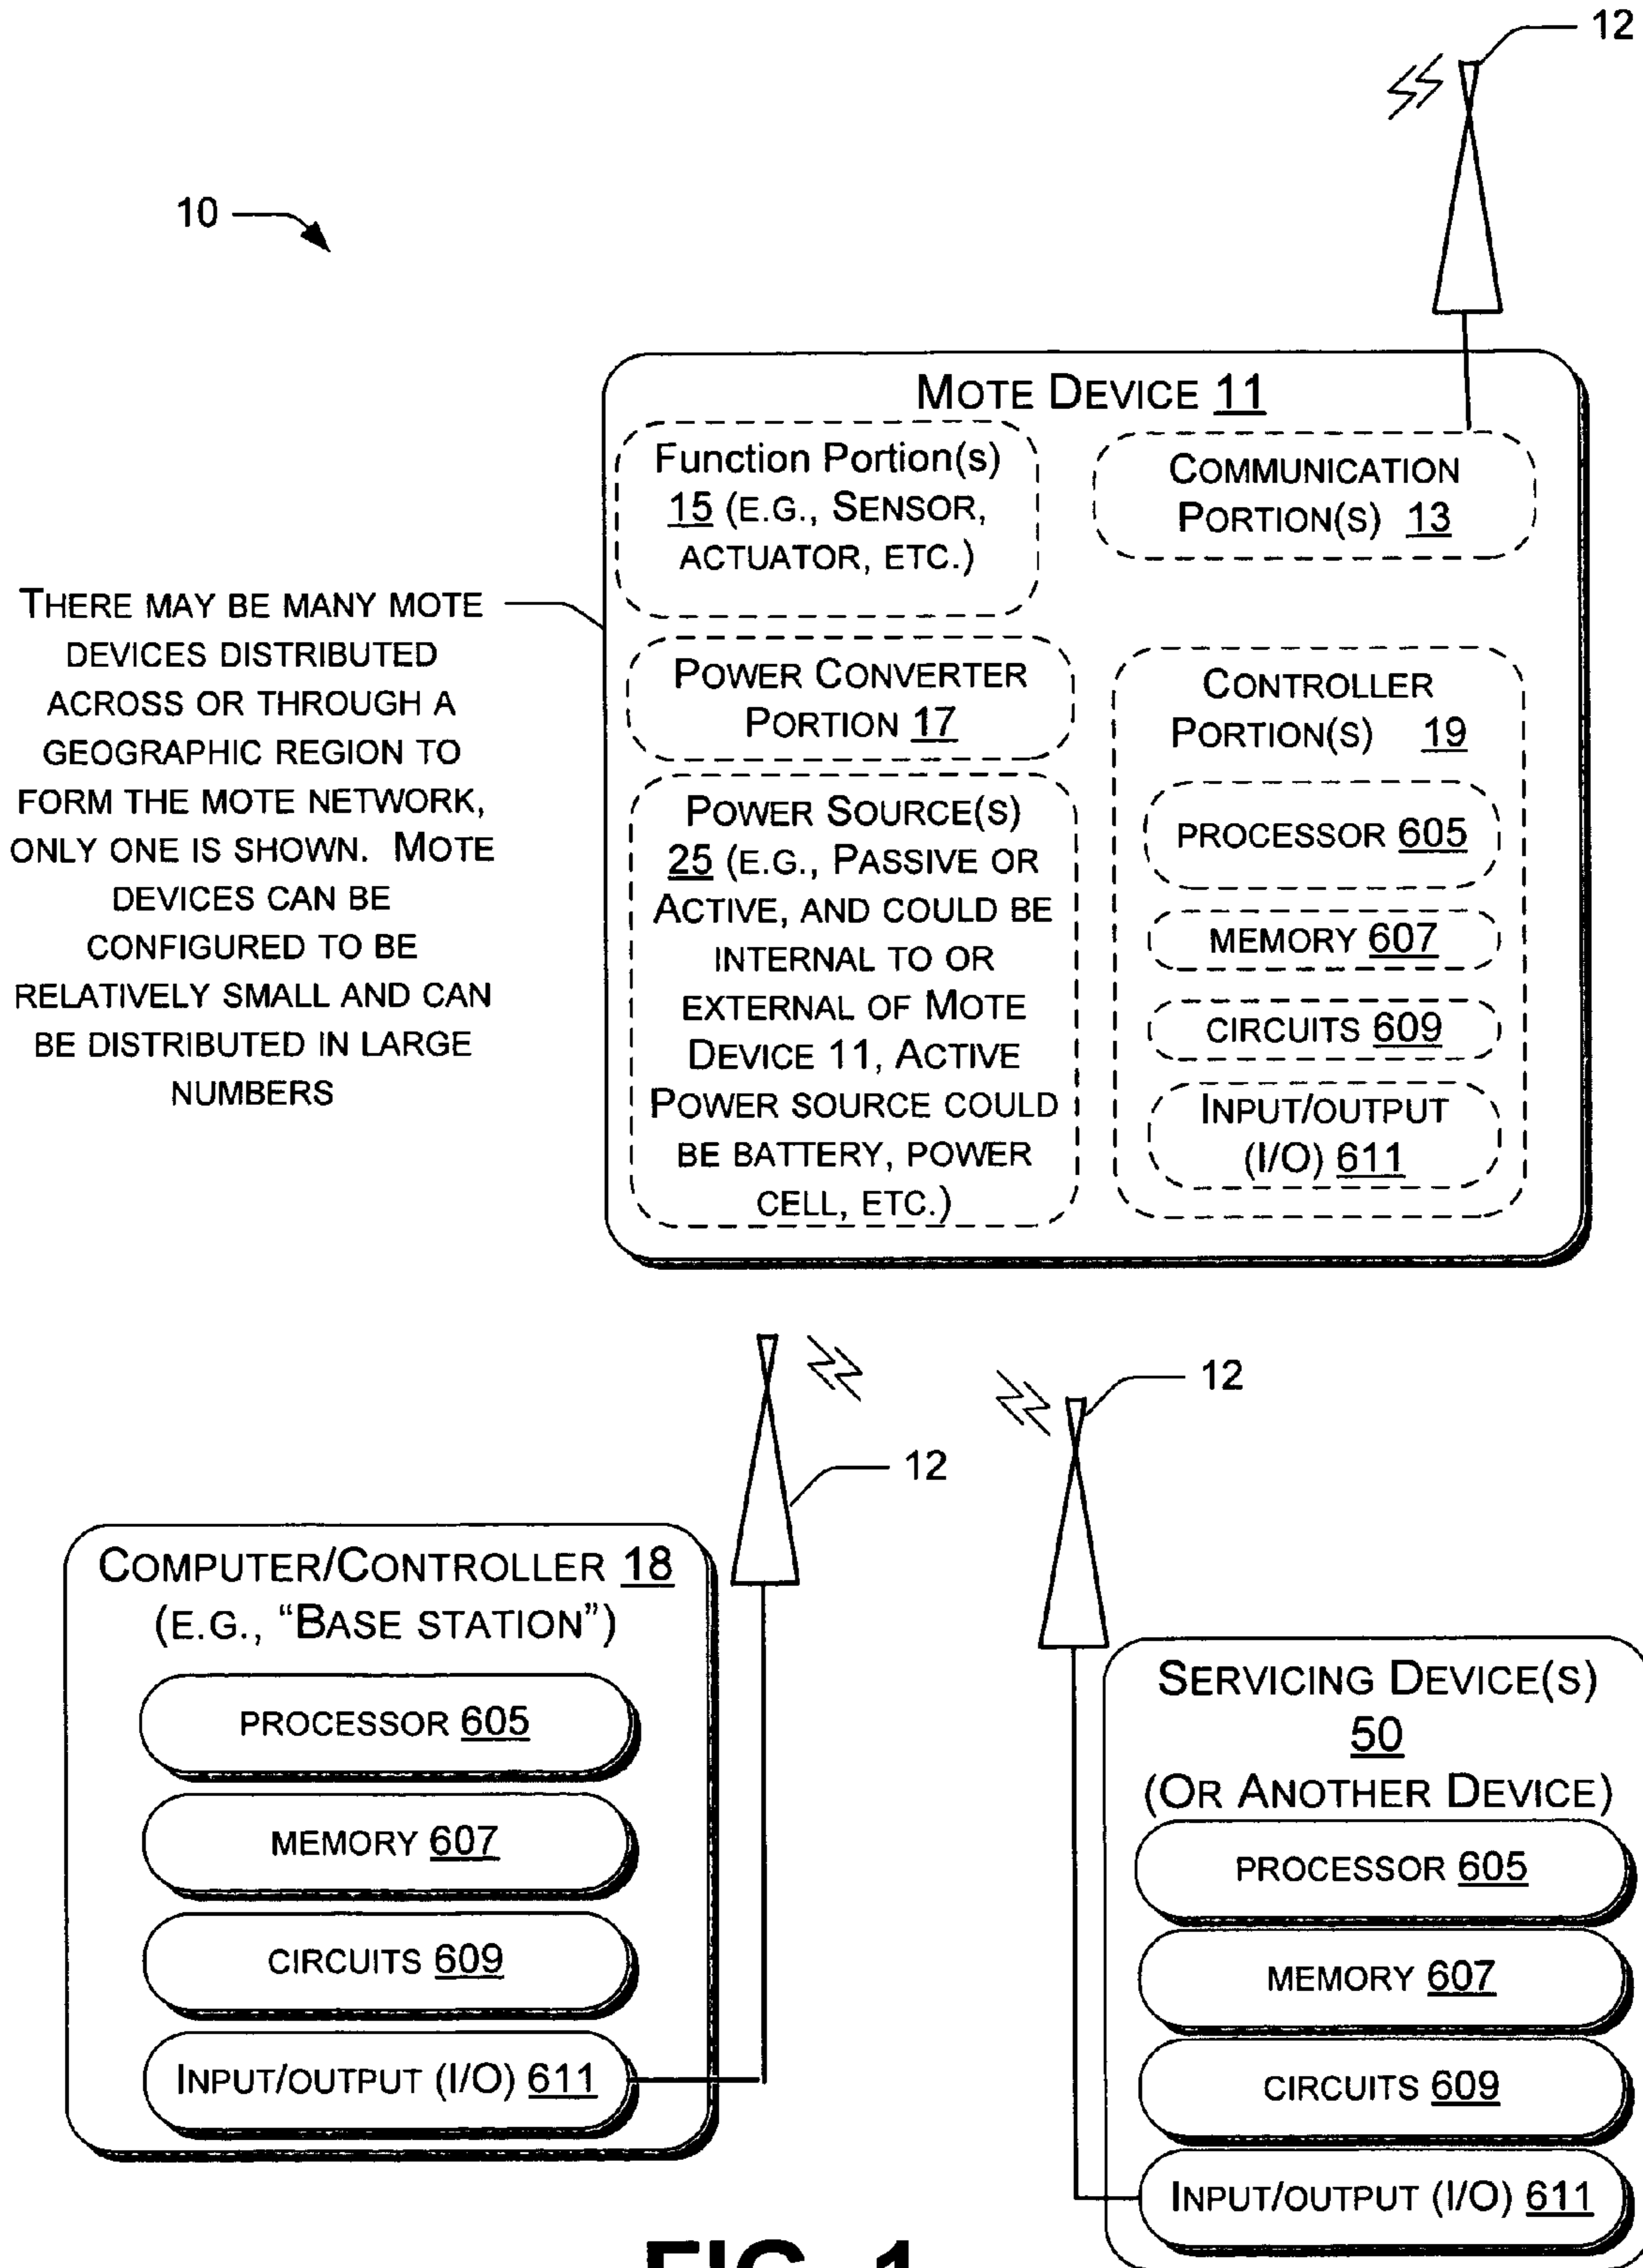 12
10
MOTE DEVICE 11
Function Portion(s)
15 (E.G., SENSOR,
ACTUATOR, ETC.)
COMMUNICATION
PORTION(S) 13
THERE MAY BE MANY MOTE
DEVICES DISTRIBUTED
ACROSS OR THROUGH A
GEOGRAPHIC REGION TO
FORM THE MOTE NETWORK,
ONLY ONE IS SHOWN. MOTE
DEVICES CAN BE
CONFIGURED TO BE
RELATIVELY SMALL AND CAN
BE DISTRIBUTED IN LARGE
NUMBERS
POWER CONVERTER
PORTION 17
POWER SOURCE(S)
25 (E.G., PASSIVE OR
ACTIVE, AND COULD BE
INTERNAL TO OR
EXTERNAL OF MOTE
DEVICE 11, ACTIVE
POWER SOURCE COULD
BE BATTERY, POWER
CELL, ETC.)
CONTROLLER
PORTION(S) 19
PROCESSOR 605
MEMORY 607
CIRCUITS 609
INPUT/OUTPUT
(I/O) 611
12
12
COMPUTER/CONTROLLER 18
(E.G., “BASE STATION”)
PROCESSOR 605
MEMORY 607
CIRCUITS 609
INPUT/OUTPUT (I/O) 611
SERVICING DEVICE(S)
50
(OR ANOTHER DEVICE)
PROCESSOR 605
MEMORY 607
CIRCUITS 609
INPUT/OUTPUT (I/O) 611
FIG. 1